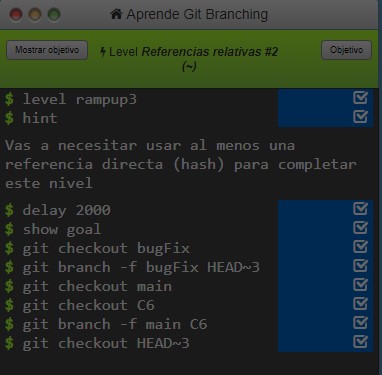 Aprende Git Branching
Mostrar objetivo
Level Referencias relativas #2
(~)
Objetivo
$ level rampup3
$ hint
Vas a necesitar usar al menos una
referencia directa (hash) para completar
este nivel
$ delay 2000
$ show goal
$ git checkout bugFix
$ git branch -f bugFix HEAD~3
$ git checkout main
$ git checkout C6
$ git branch -f main C6
$ git checkout HEAD~3